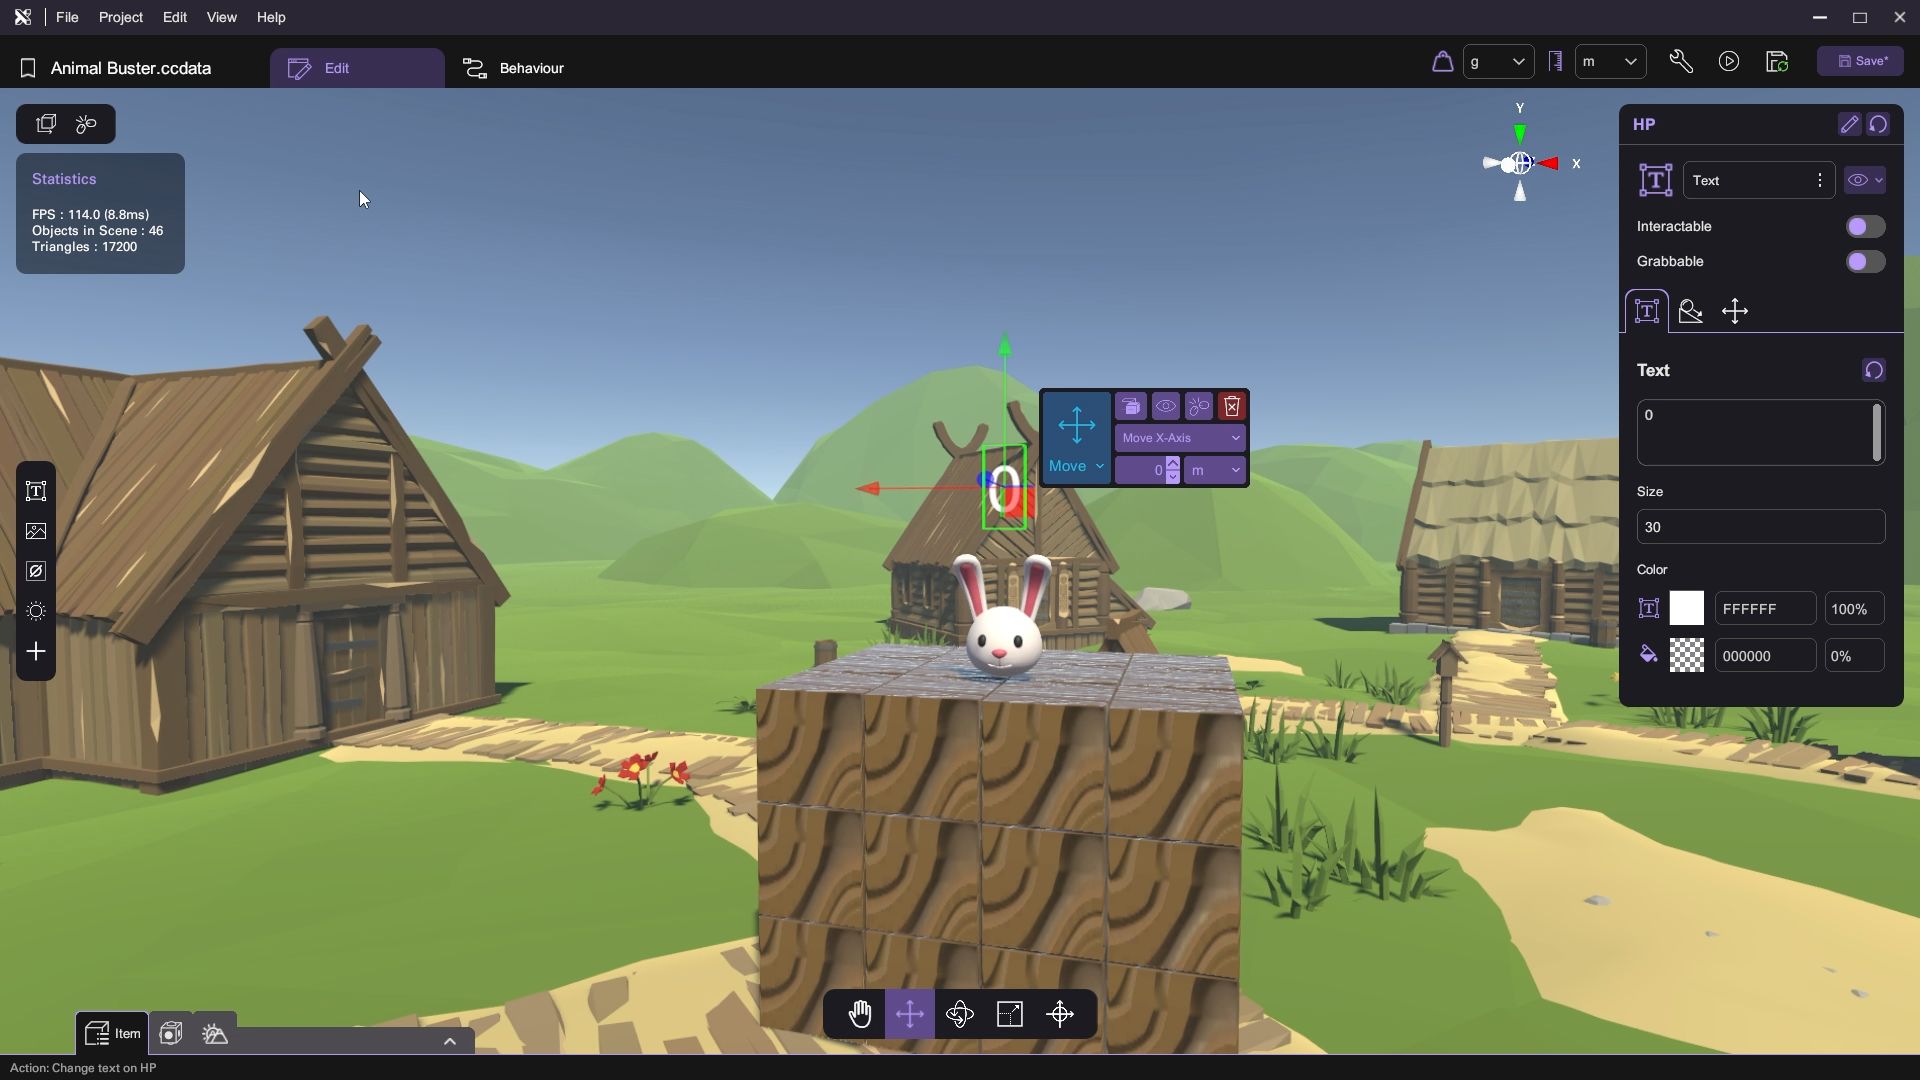 File Project Edit View Help
Animal Buster.ccdata Edit Behaviour g m Save*
Statistics
FPS : 114.0 (8.8ms)
Objects in Scene : 46
Triangles : 17200
Y
X
HP
Text
Interactable
Grabbable
Text
0
Size
30
Color
FFFFFF 100%
000000 0%
Move X-Axis
Move
0 m
0
Item
Action: Change text on HP